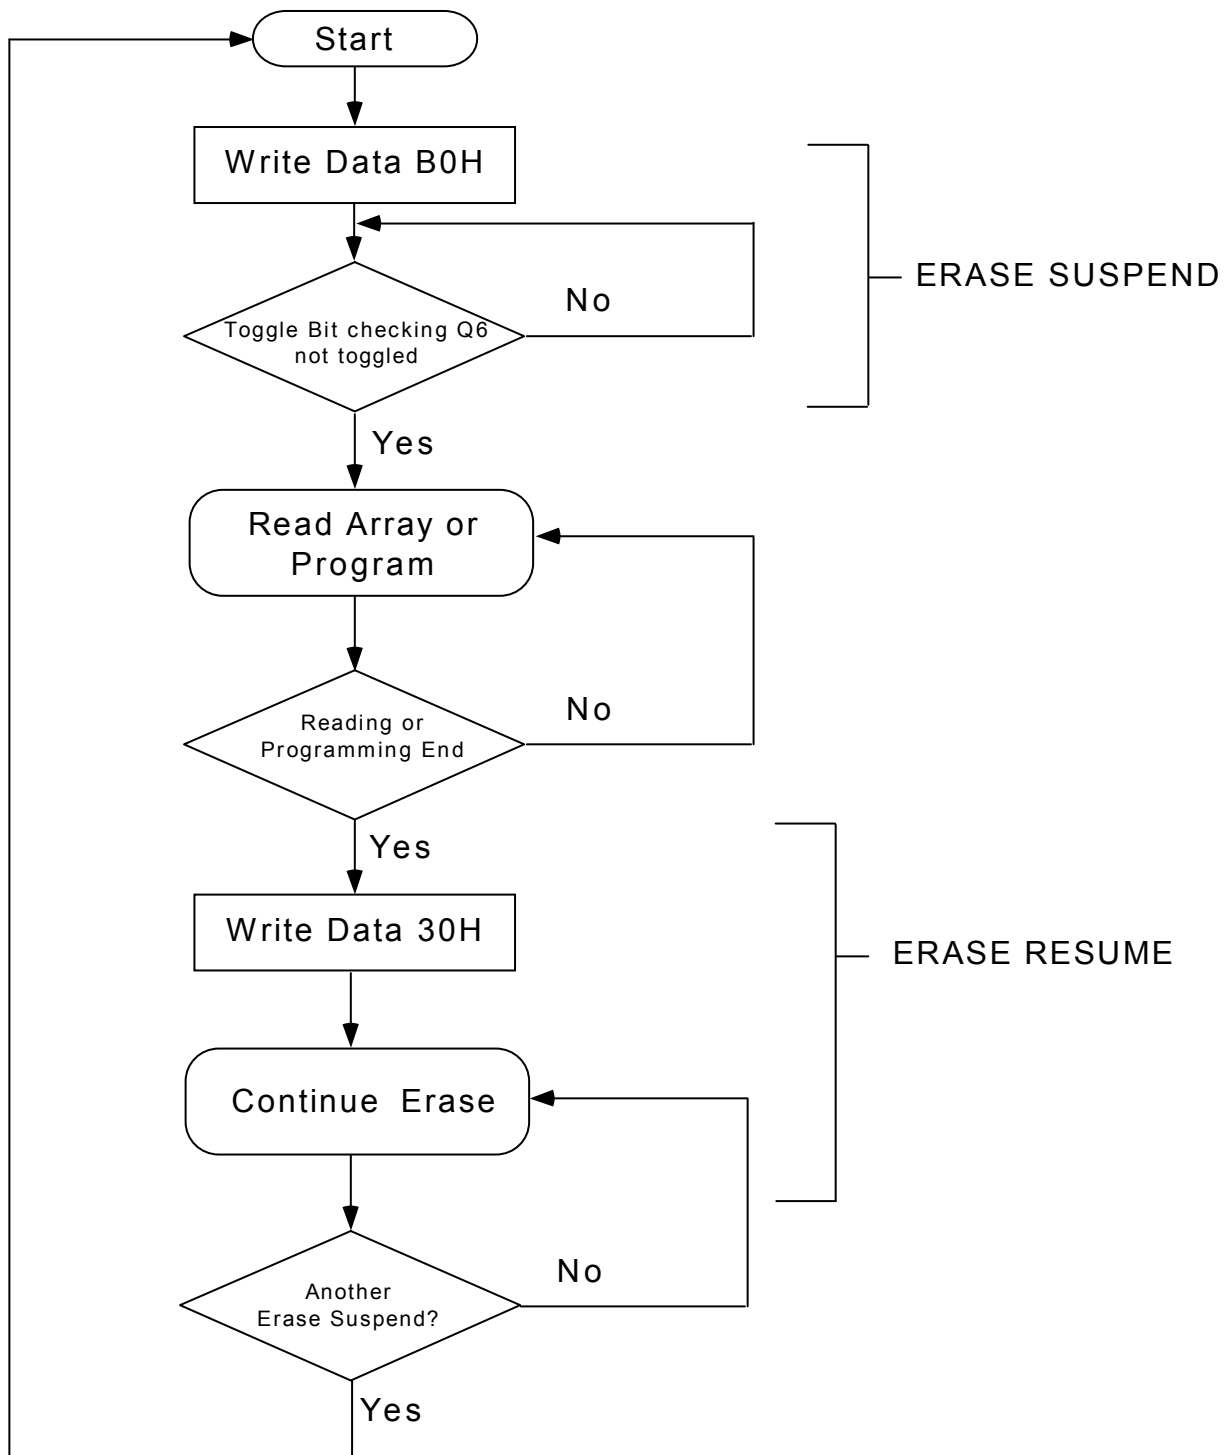 Start
Write Data B0H
ERASE SUSPEND
No
Toggle Bit checking Q6
not toggled
Yes
Read Array or
Program
No
Reading or
Programming End
Yes
Write Data 30H
ERASE RESUME
Continue Erase
No
Another
Erase Suspend?
Yes